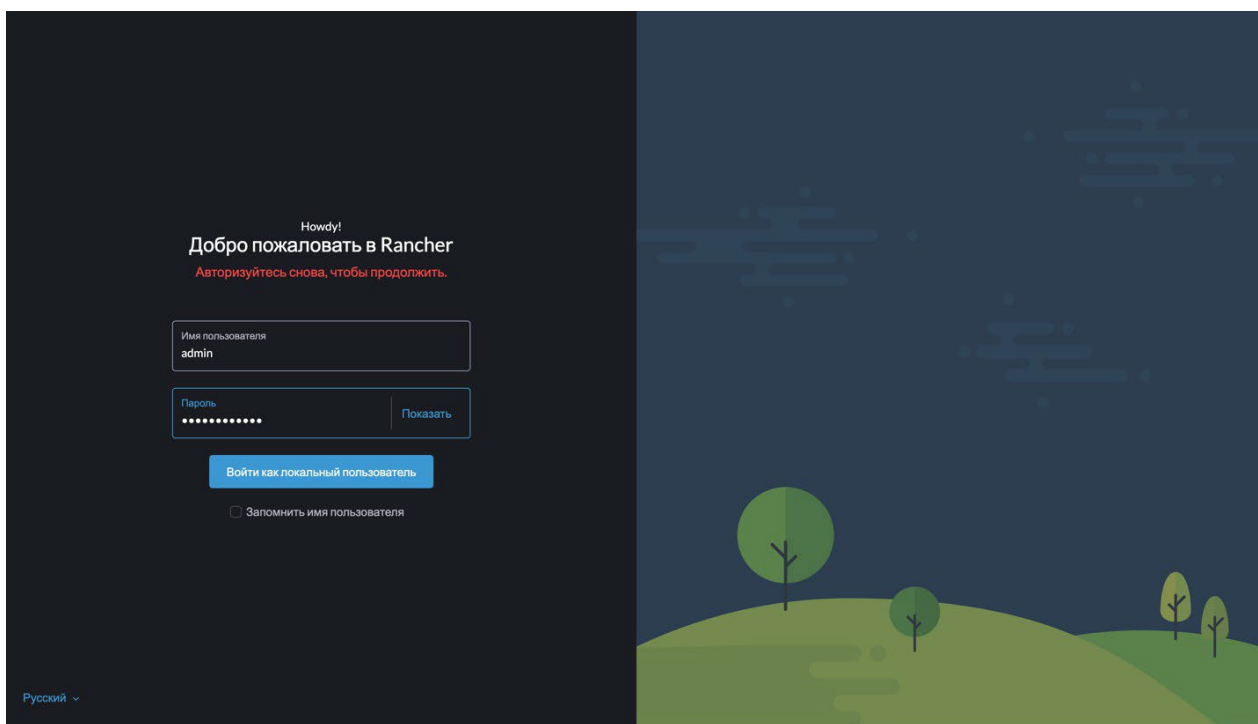 Howdy!
Добро пожаловать в Rancher
Авторизуйтесь снова, чтобы продолжить.
Имя пользователя
admin
Пароль
••••••••••••
Показать
Войти как локальный пользователь
Запомнить имя пользователя
Русский